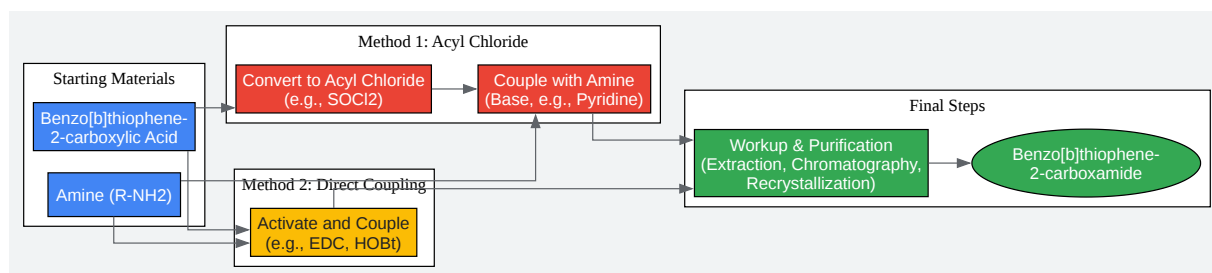 Starting Materials
Benzo[b]thiophene-
2-carboxylic Acid
Amine (R-NH2)
Method 1: Acyl Chloride
Convert to Acyl Chloride
(e.g., SOCl2)
Couple with Amine
(Base, e.g., Pyridine)
Method 2: Direct Coupling
Activate and Couple
(e.g., EDC, HOBt)
Final Steps
Workup & Purification
(Extraction, Chromatography,
Recrystallization)
Benzo[b]thiophene-
2-carboxamide